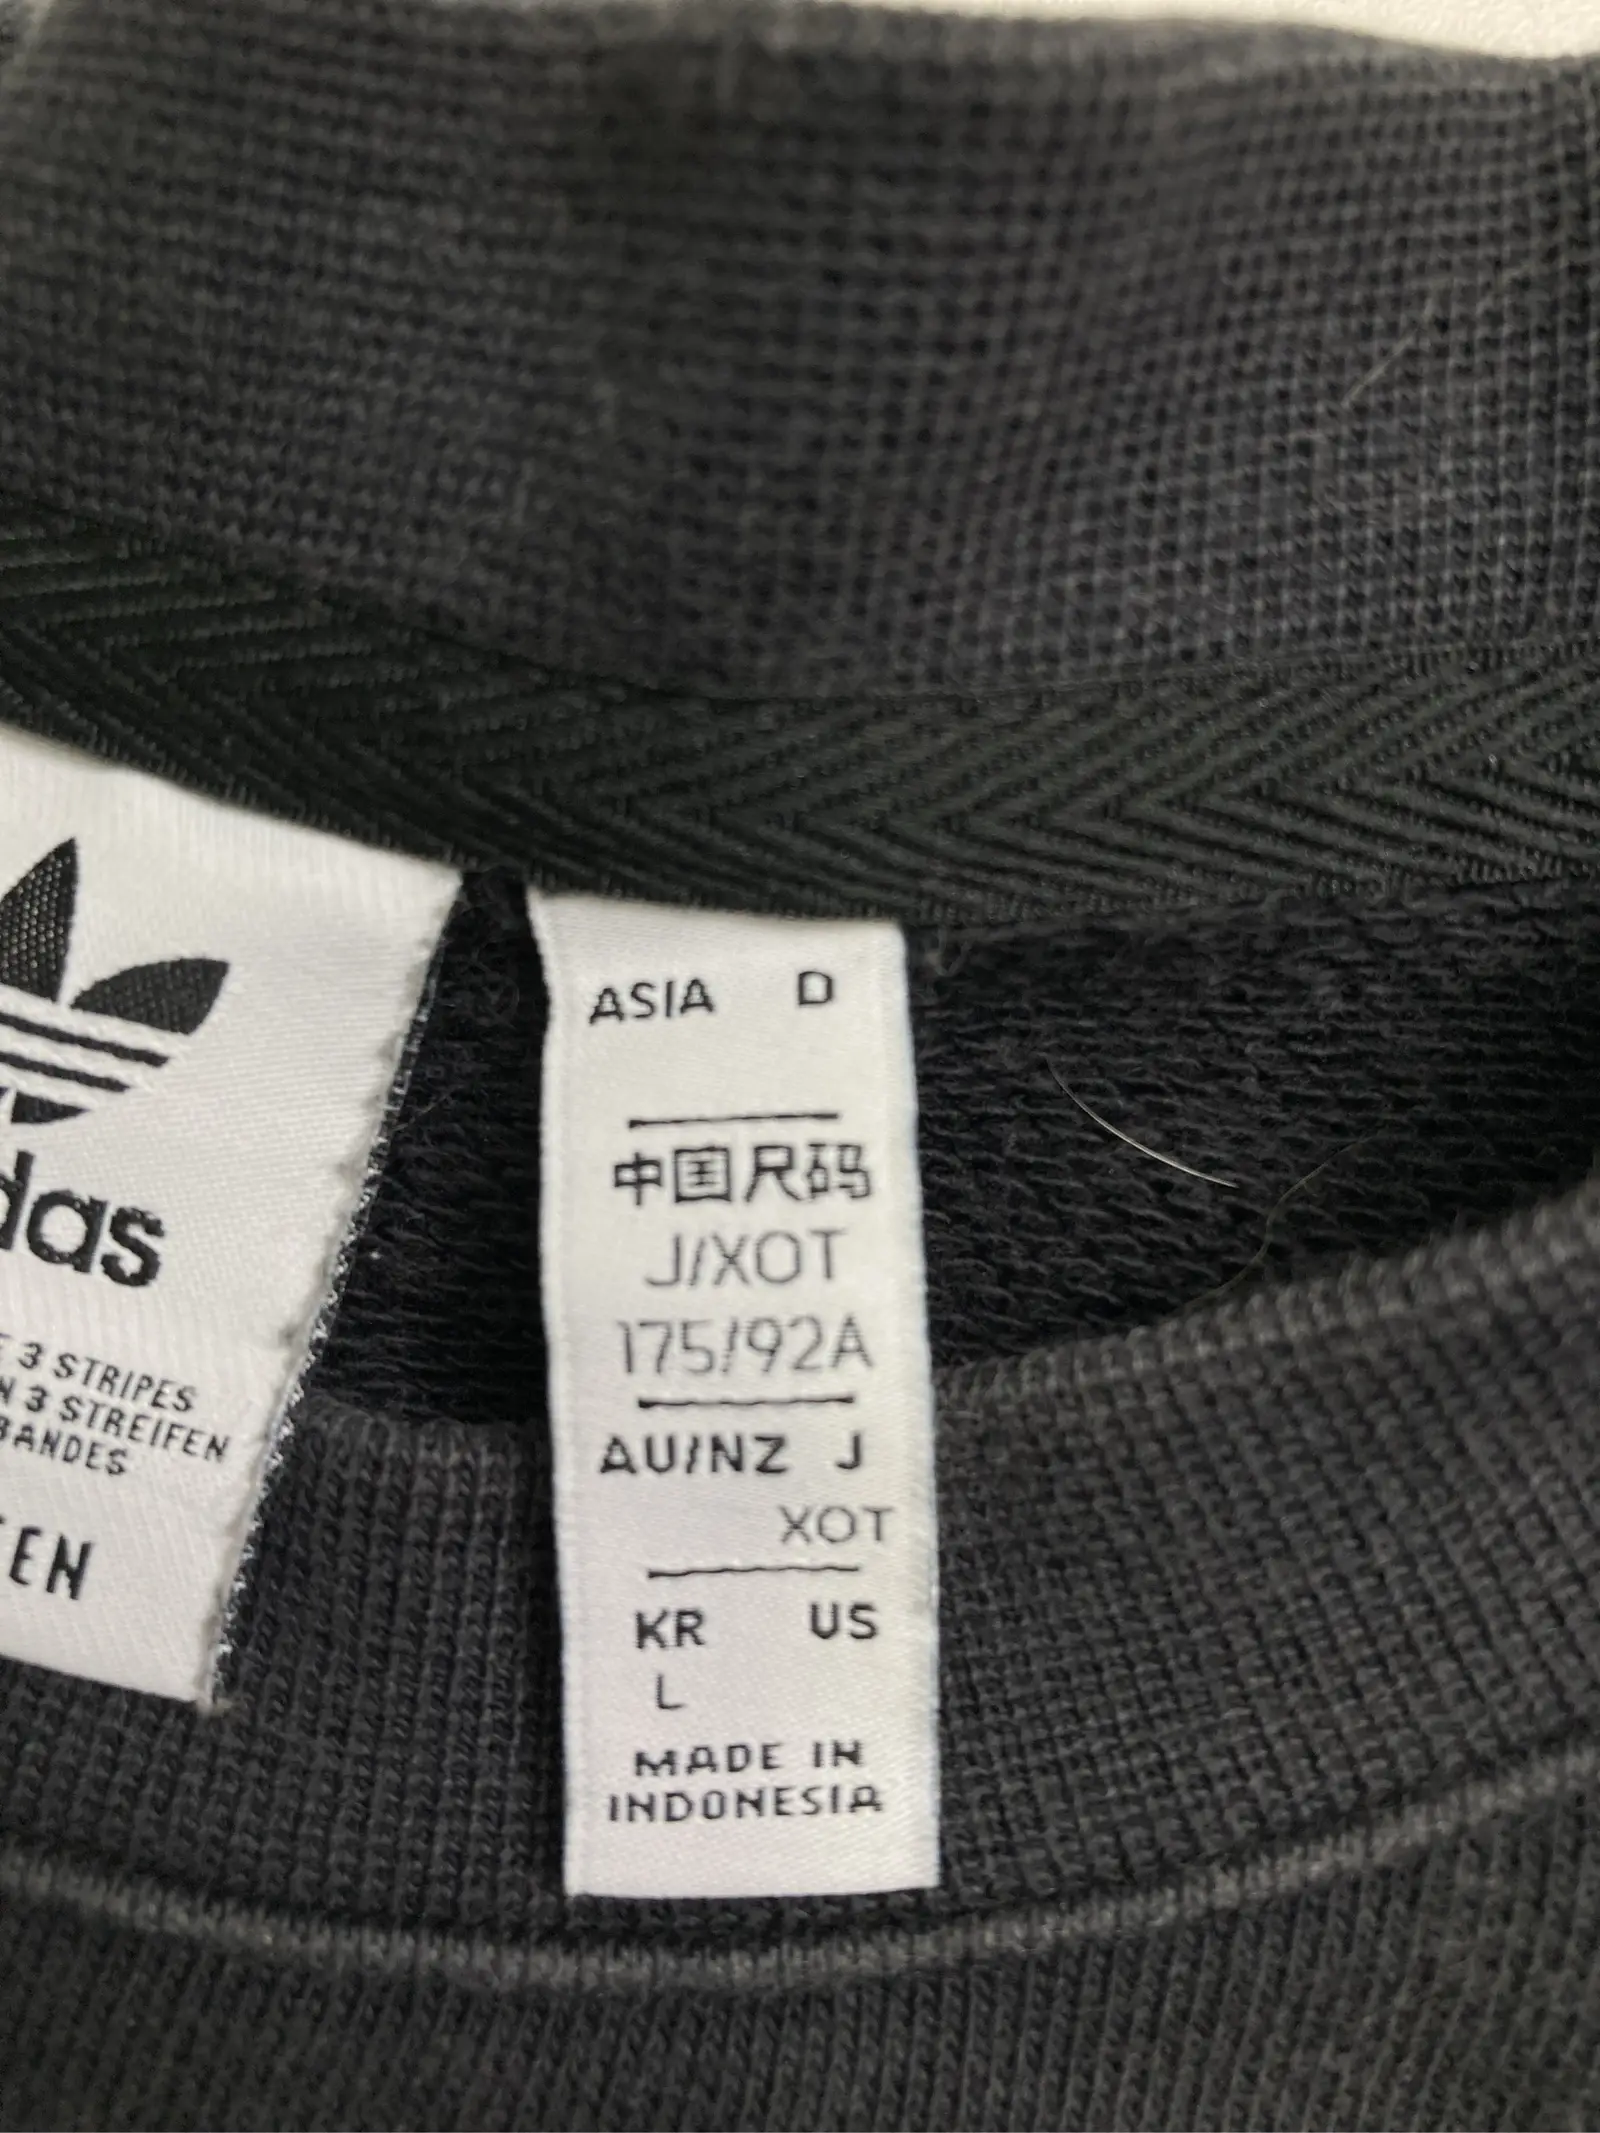 das
3 STRIPES
3 STREIFEN
BANDES
EN
ASIA D
中国尺码
J/XOT
175/92A
AU/NZ J
XOT
KR US
L
MADE IN
INDONESIA